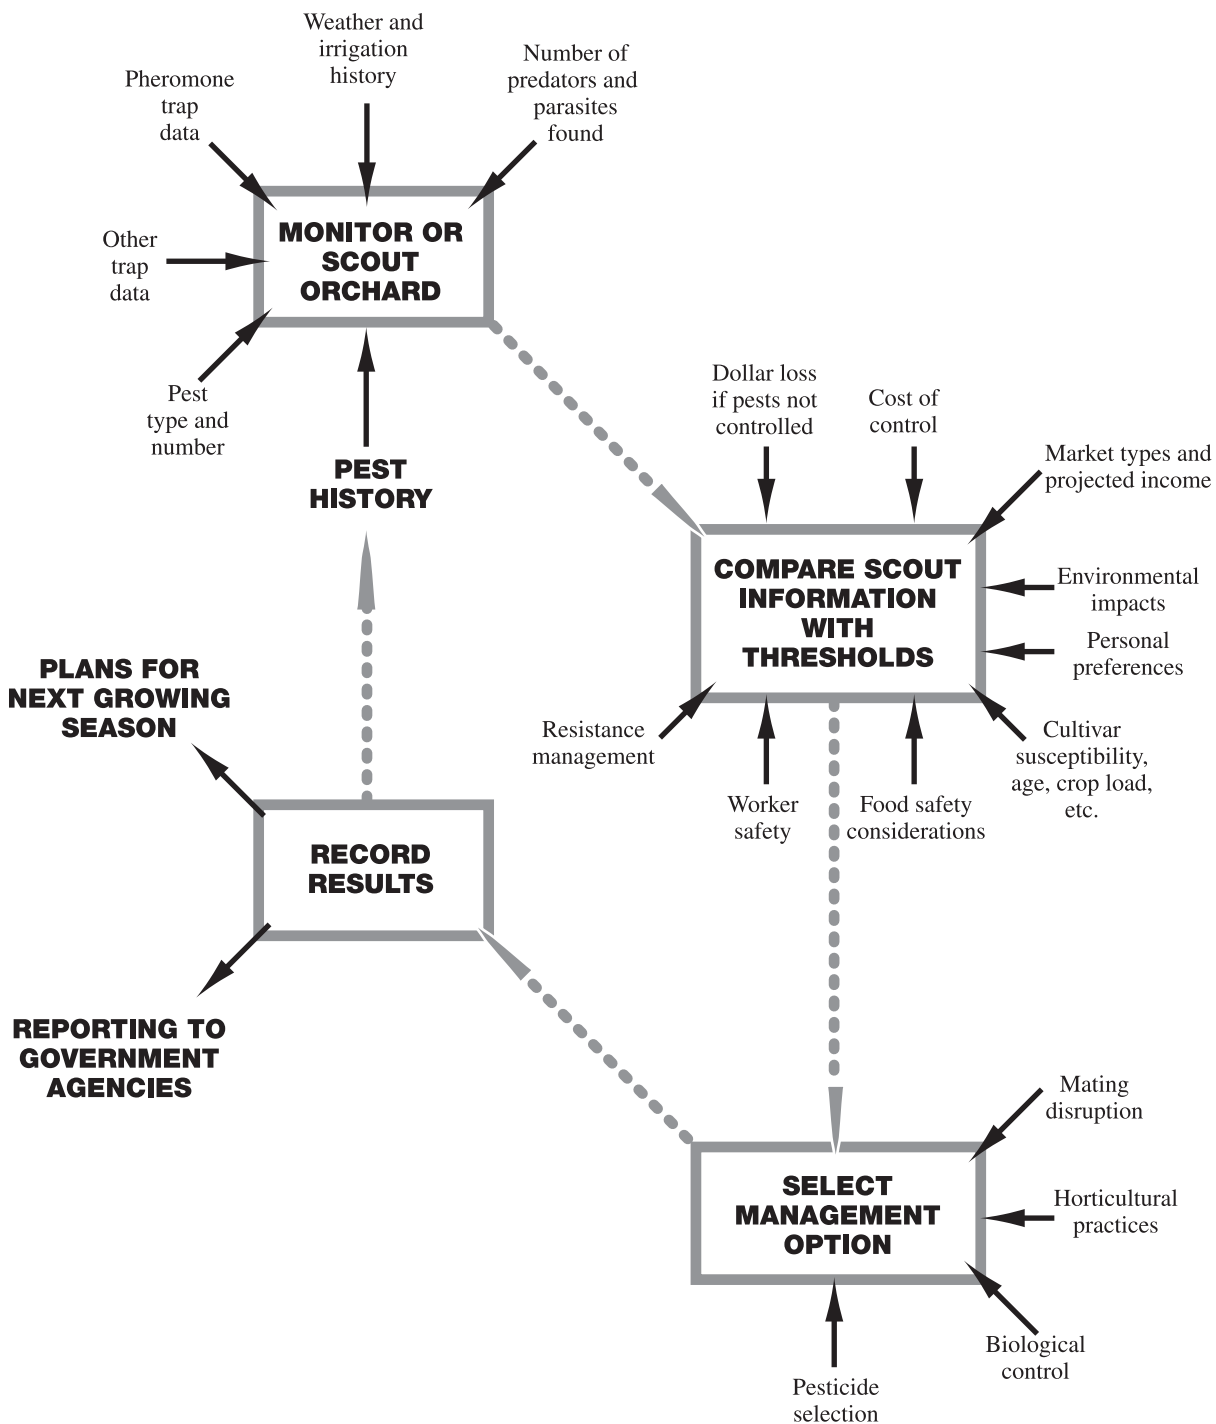 Weather and
irrigation
history
Number of
predators and
parasites
found
Pheromone
trap
data
MONITOR OR
SCOUT
ORCHARD
Other
trap
data
Pest
type and
number
PEST
HISTORY
Dollar loss
if pests not
controlled
Cost of
control
Market types and
projected income
COMPARE SCOUT
INFORMATION
WITH
THRESHOLDS
Environmental
impacts
Personal
preferences
Resistance
management
Worker
safety
Food safety
considerations
Cultivar
susceptibility,
age, crop load,
etc.
PLANS FOR
NEXT GROWING
SEASON
RECORD
RESULTS
REPORTING TO
GOVERNMENT
AGENCIES
Mating
disruption
SELECT
MANAGEMENT
OPTION
Horticultural
practices
Biological
control
Pesticide
selection